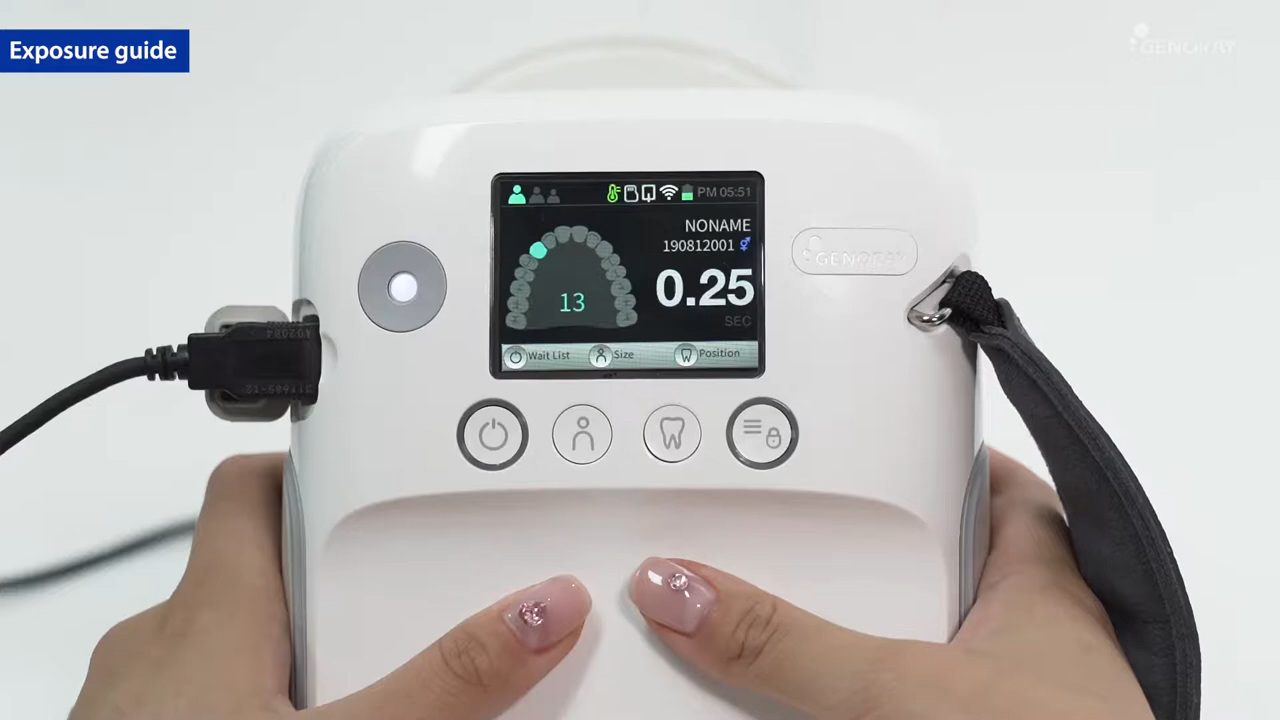 Exposure guide
GENORAY
PM 05:51
NONAME
190812001
0.25
SEC
13
Wait List
Size
Position
GENORAY